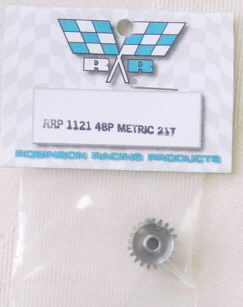 R R
RRP 1121 48P METRIC 21T
ROBINSON RACING PRODUCTS